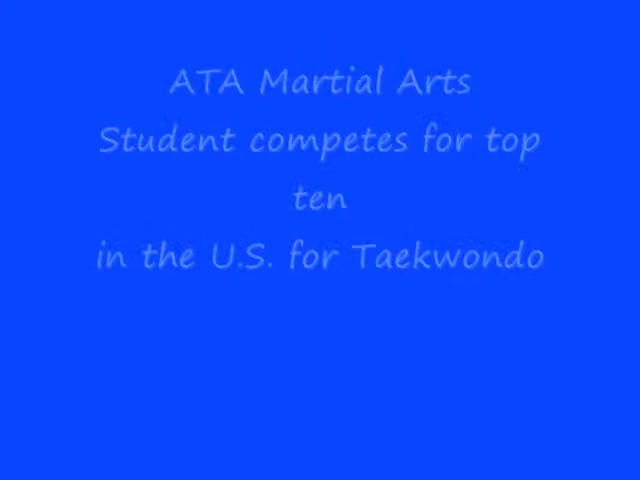 ATA Martial Arts
Student competes for top
ten
in the U.S. for Taekwondo